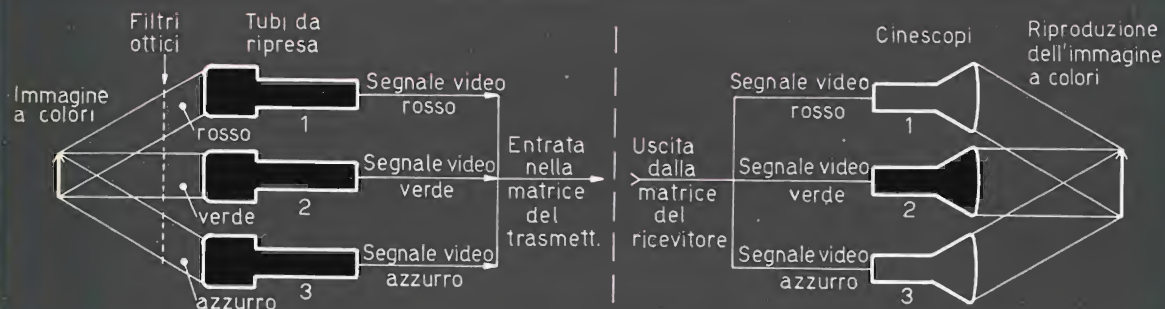 Filtri
ottici
Tubi da
ripresa
Immagine
a colori
rosso
verde
azzurro
1
2
3
Segnale video
rosso
Segnale video
verde
Segnale video
azzurro
Entrata
nella
matrice
del
trasmett.
Uscita
dalla
matrice
del
ricevitore
Segnale video
rosso
Segnale video
verde
Segnale video
azzurro
Cinescopi
1
2
3
Riproduzione
dell'immagine
a colori